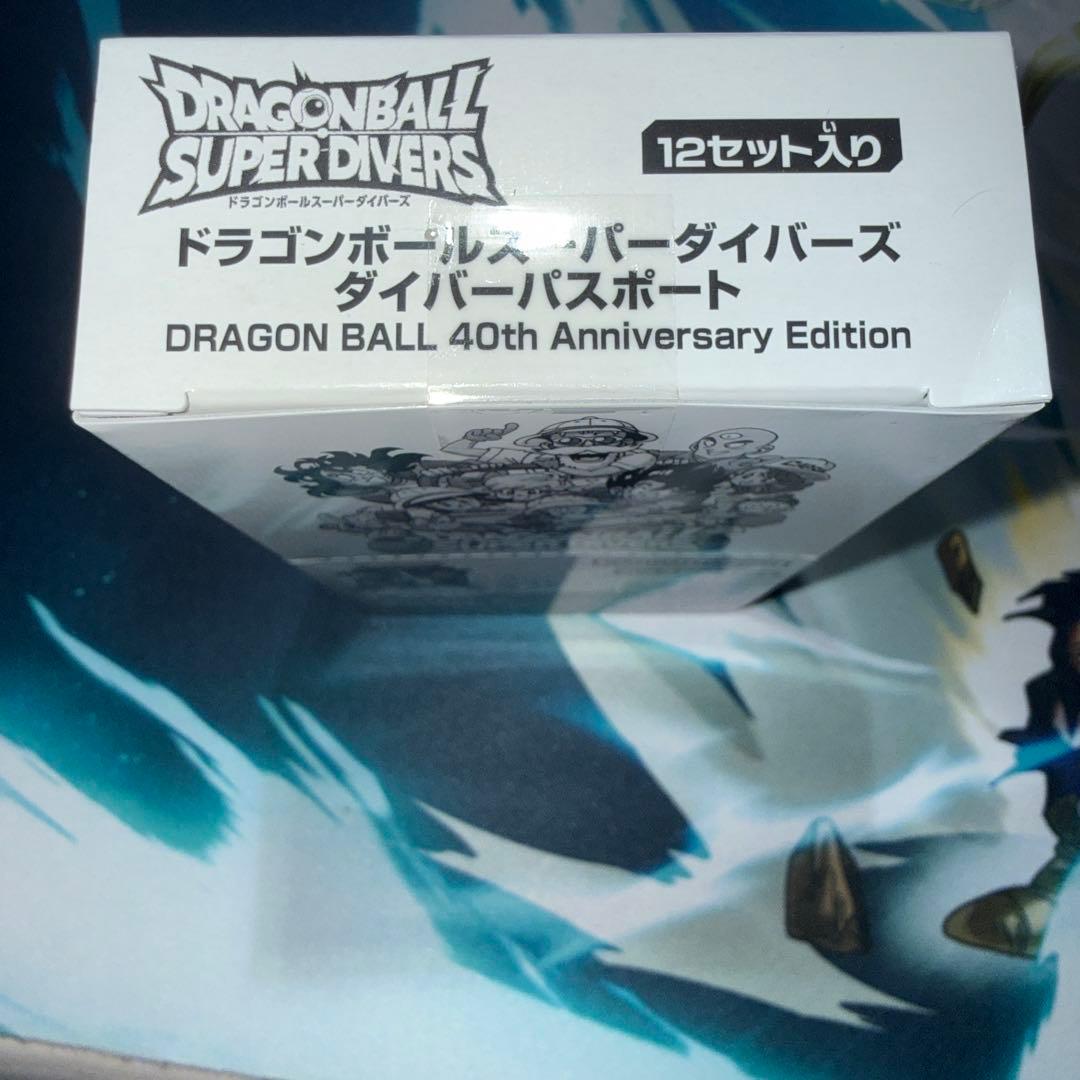 DRAGONBALL
SUPER DIVERS
ドラゴンボールスーパーダイバーズ
12セット入り
い
ドラゴンボールスーパーダイバーズ
ダイバーパスポート
DRAGON BALL 40th Anniversary Edition